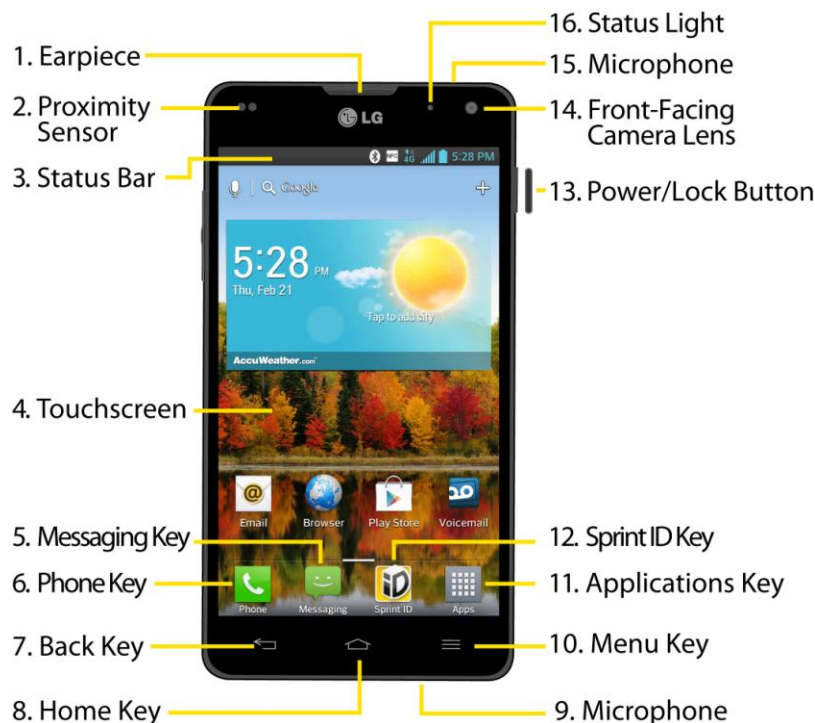 16. Status Light
1. Earpiece
15. Microphone
2. Proximity
Sensor
LG
14. Front-Facing
Camera Lens
3. Status Bar
4G
5:28 PM
Google
13. Power/Lock Button
5:28 PM
Thu, Feb 21
Tap to add city
AccuWeather.com
4. Touchscreen
Email
Browser
Play Store
Voicemail
5. Messaging Key
12. Sprint ID Key
6. Phone Key
iD
11. Applications Key
Phone
Messaging
Sprint ID
Apps
7. Back Key
10. Menu Key
8. Home Key
9. Microphone